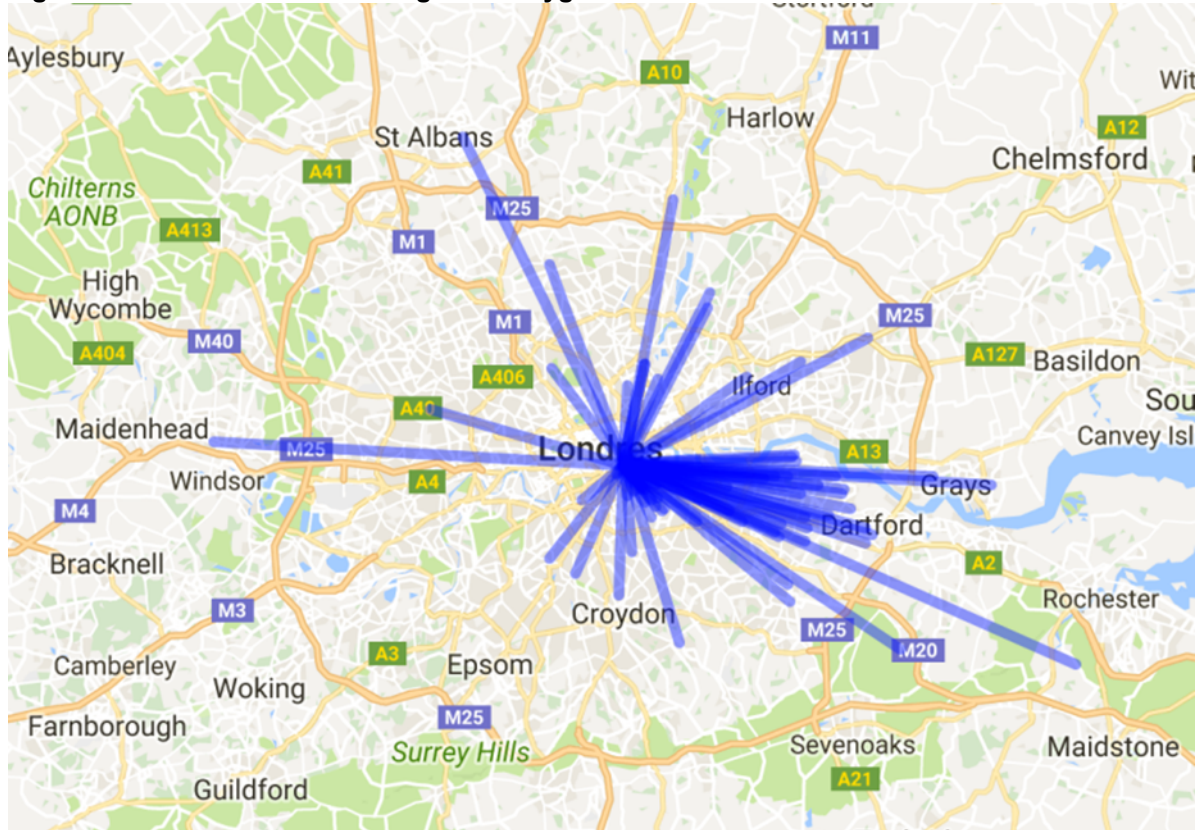 M11
Aylesbury
A10
Harlow
A12
St Albans
Chelmsford
A41
Chilterns
AONB
M25
A413
M1
High
Wycombe
M25
M1
M40
A404
A127
Basildon
A406
Ilford
A40
Maidenhead
Londres
M25
Canvey Isl
A13
Windsor
A4
Grays
M4
Dartford
Bracknell
A2
Rochester
M3
Croydon
M25
M20
A3
Camberley
Epsom
Woking
M25
Farnborough
Surrey Hills
Sevenoaks
Maidstone
A21
Guildford